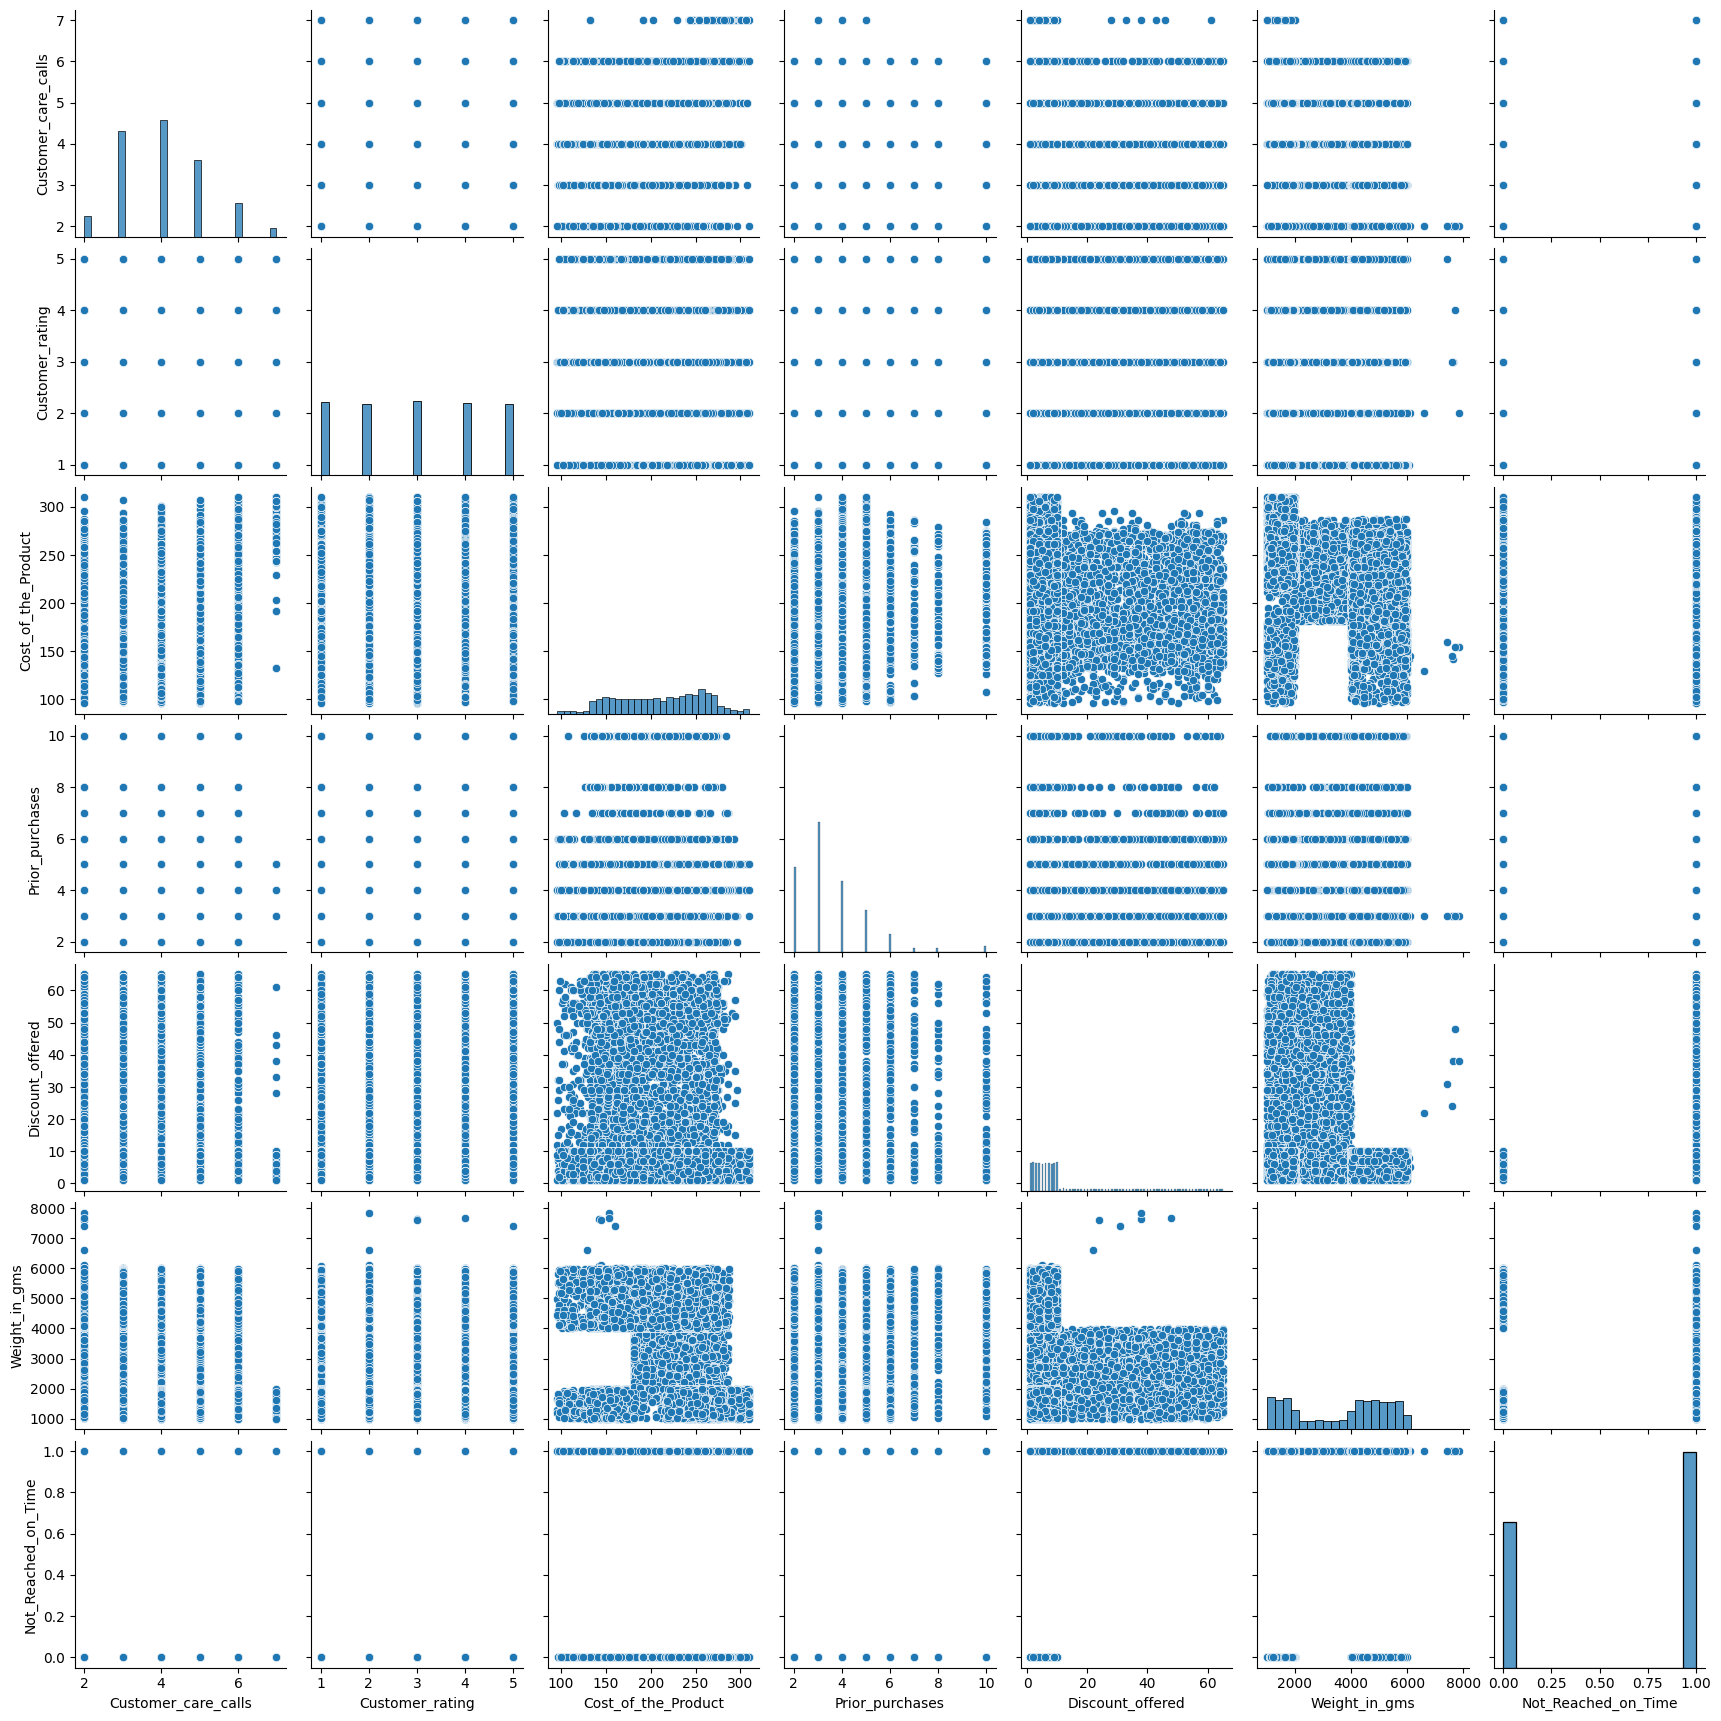 Customer_care_calls
7
6
5
4
3
2
Customer_rating
5
4
3
2
1
Cost_of_the_Product
300
250
200
150
100
Prior_purchases
10
8
6
4
2
Discount_offered
60
50
40
30
20
10
0
Weight_in_gms
8000
7000
6000
5000
4000
3000
2000
1000
Not_Reached_on_Time
1.0
0.8
0.6
0.4
0.2
0.0
2 4 6
1 2 3 4 5
100 150 200 250 300
2 4 6 8 10
0 20 40 60
2000 4000 6000 8000
0.00 0.25 0.50 0.75 1.00
Customer_care_calls
Customer_rating
Cost_of_the_Product
Prior_purchases
Discount_offered
Weight_in_gms
Not_Reached_on_Time